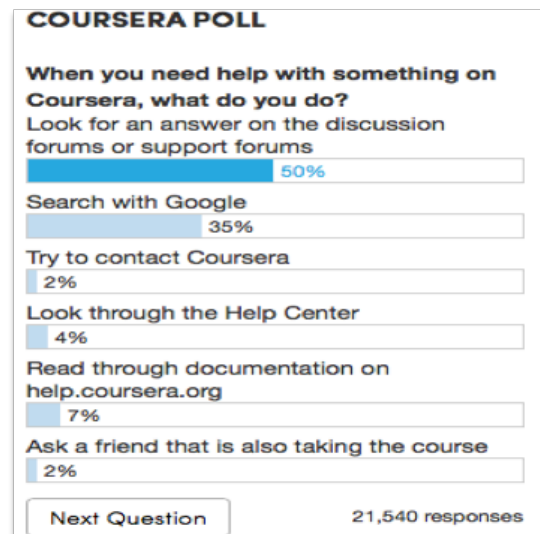 COURSERA POLL
When you need help with something on
Coursera, what do you do?
Look for an answer on the discussion
forums or support forums
50%
Search with Google
35%
Try to contact Coursera
2%
Look through the Help Center
4%
Read through documentation on
help.coursera.org
7%
Ask a friend that is also taking the course
2%
Next Question
21,540 responses